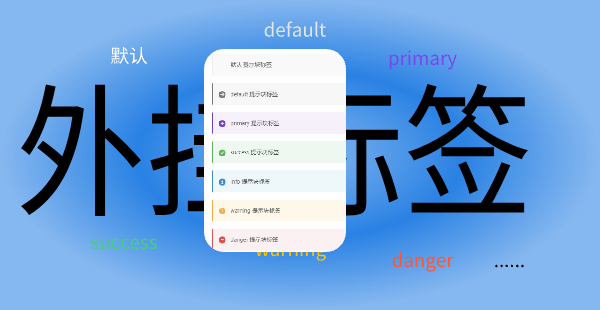 default
默认
primary
外挂标签
默认 提示块标签
default 提示块标签
primary 提示块标签
success 提示块标签
info 提示块标签
warning 提示块标签
danger 提示块标签
success
warning
danger
......